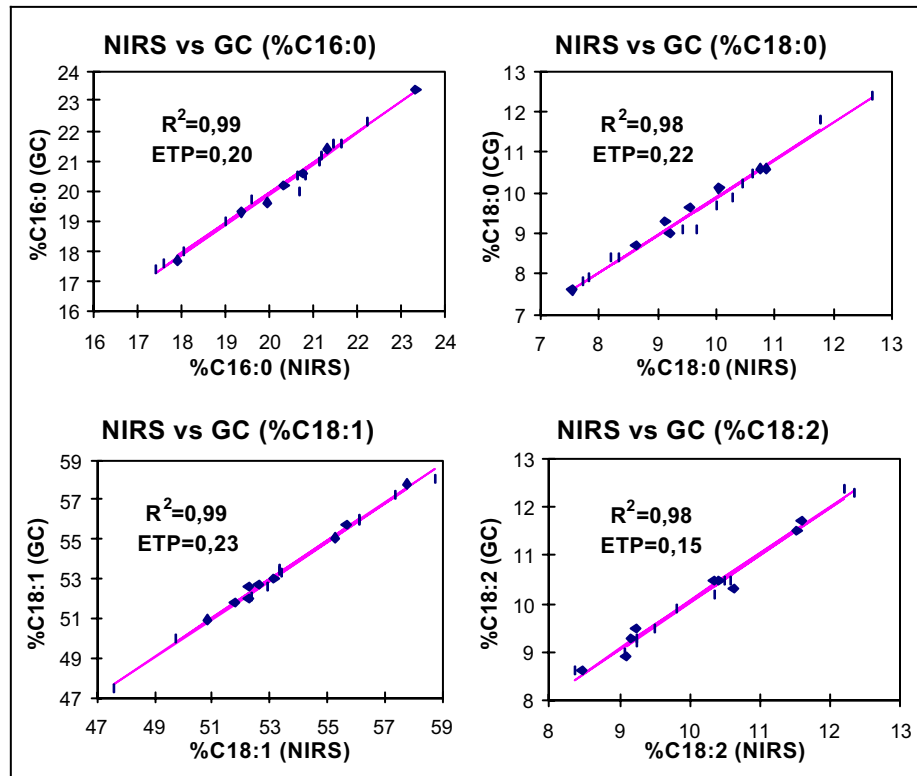 NIRS vs GC (%C16:0)
24
23
22
21
20
19
18
17
16
%C16:0 (GC)
R²=0,99
ETP=0,20
16 17 18 19 20 21 22 23 24
%C16:0 (NIRS)
NIRS vs GC (%C18:0)
13
12
11
10
9
8
7
%C18:0 (CG)
R²=0,98
ETP=0,22
7 8 9 10 11 12 13
%C18:0 (NIRS)
NIRS vs GC (%C18:1)
59
57
55
53
51
49
47
%C18:1 (GC)
R²=0,99
ETP=0,23
47 49 51 53 55 57 59
%C18:1 (NIRS)
NIRS vs GC (%C18:2)
13
12
11
10
9
8
%C18:2 (GC)
R²=0,98
ETP=0,15
8 9 10 11 12 13
%C18:2 (NIRS)